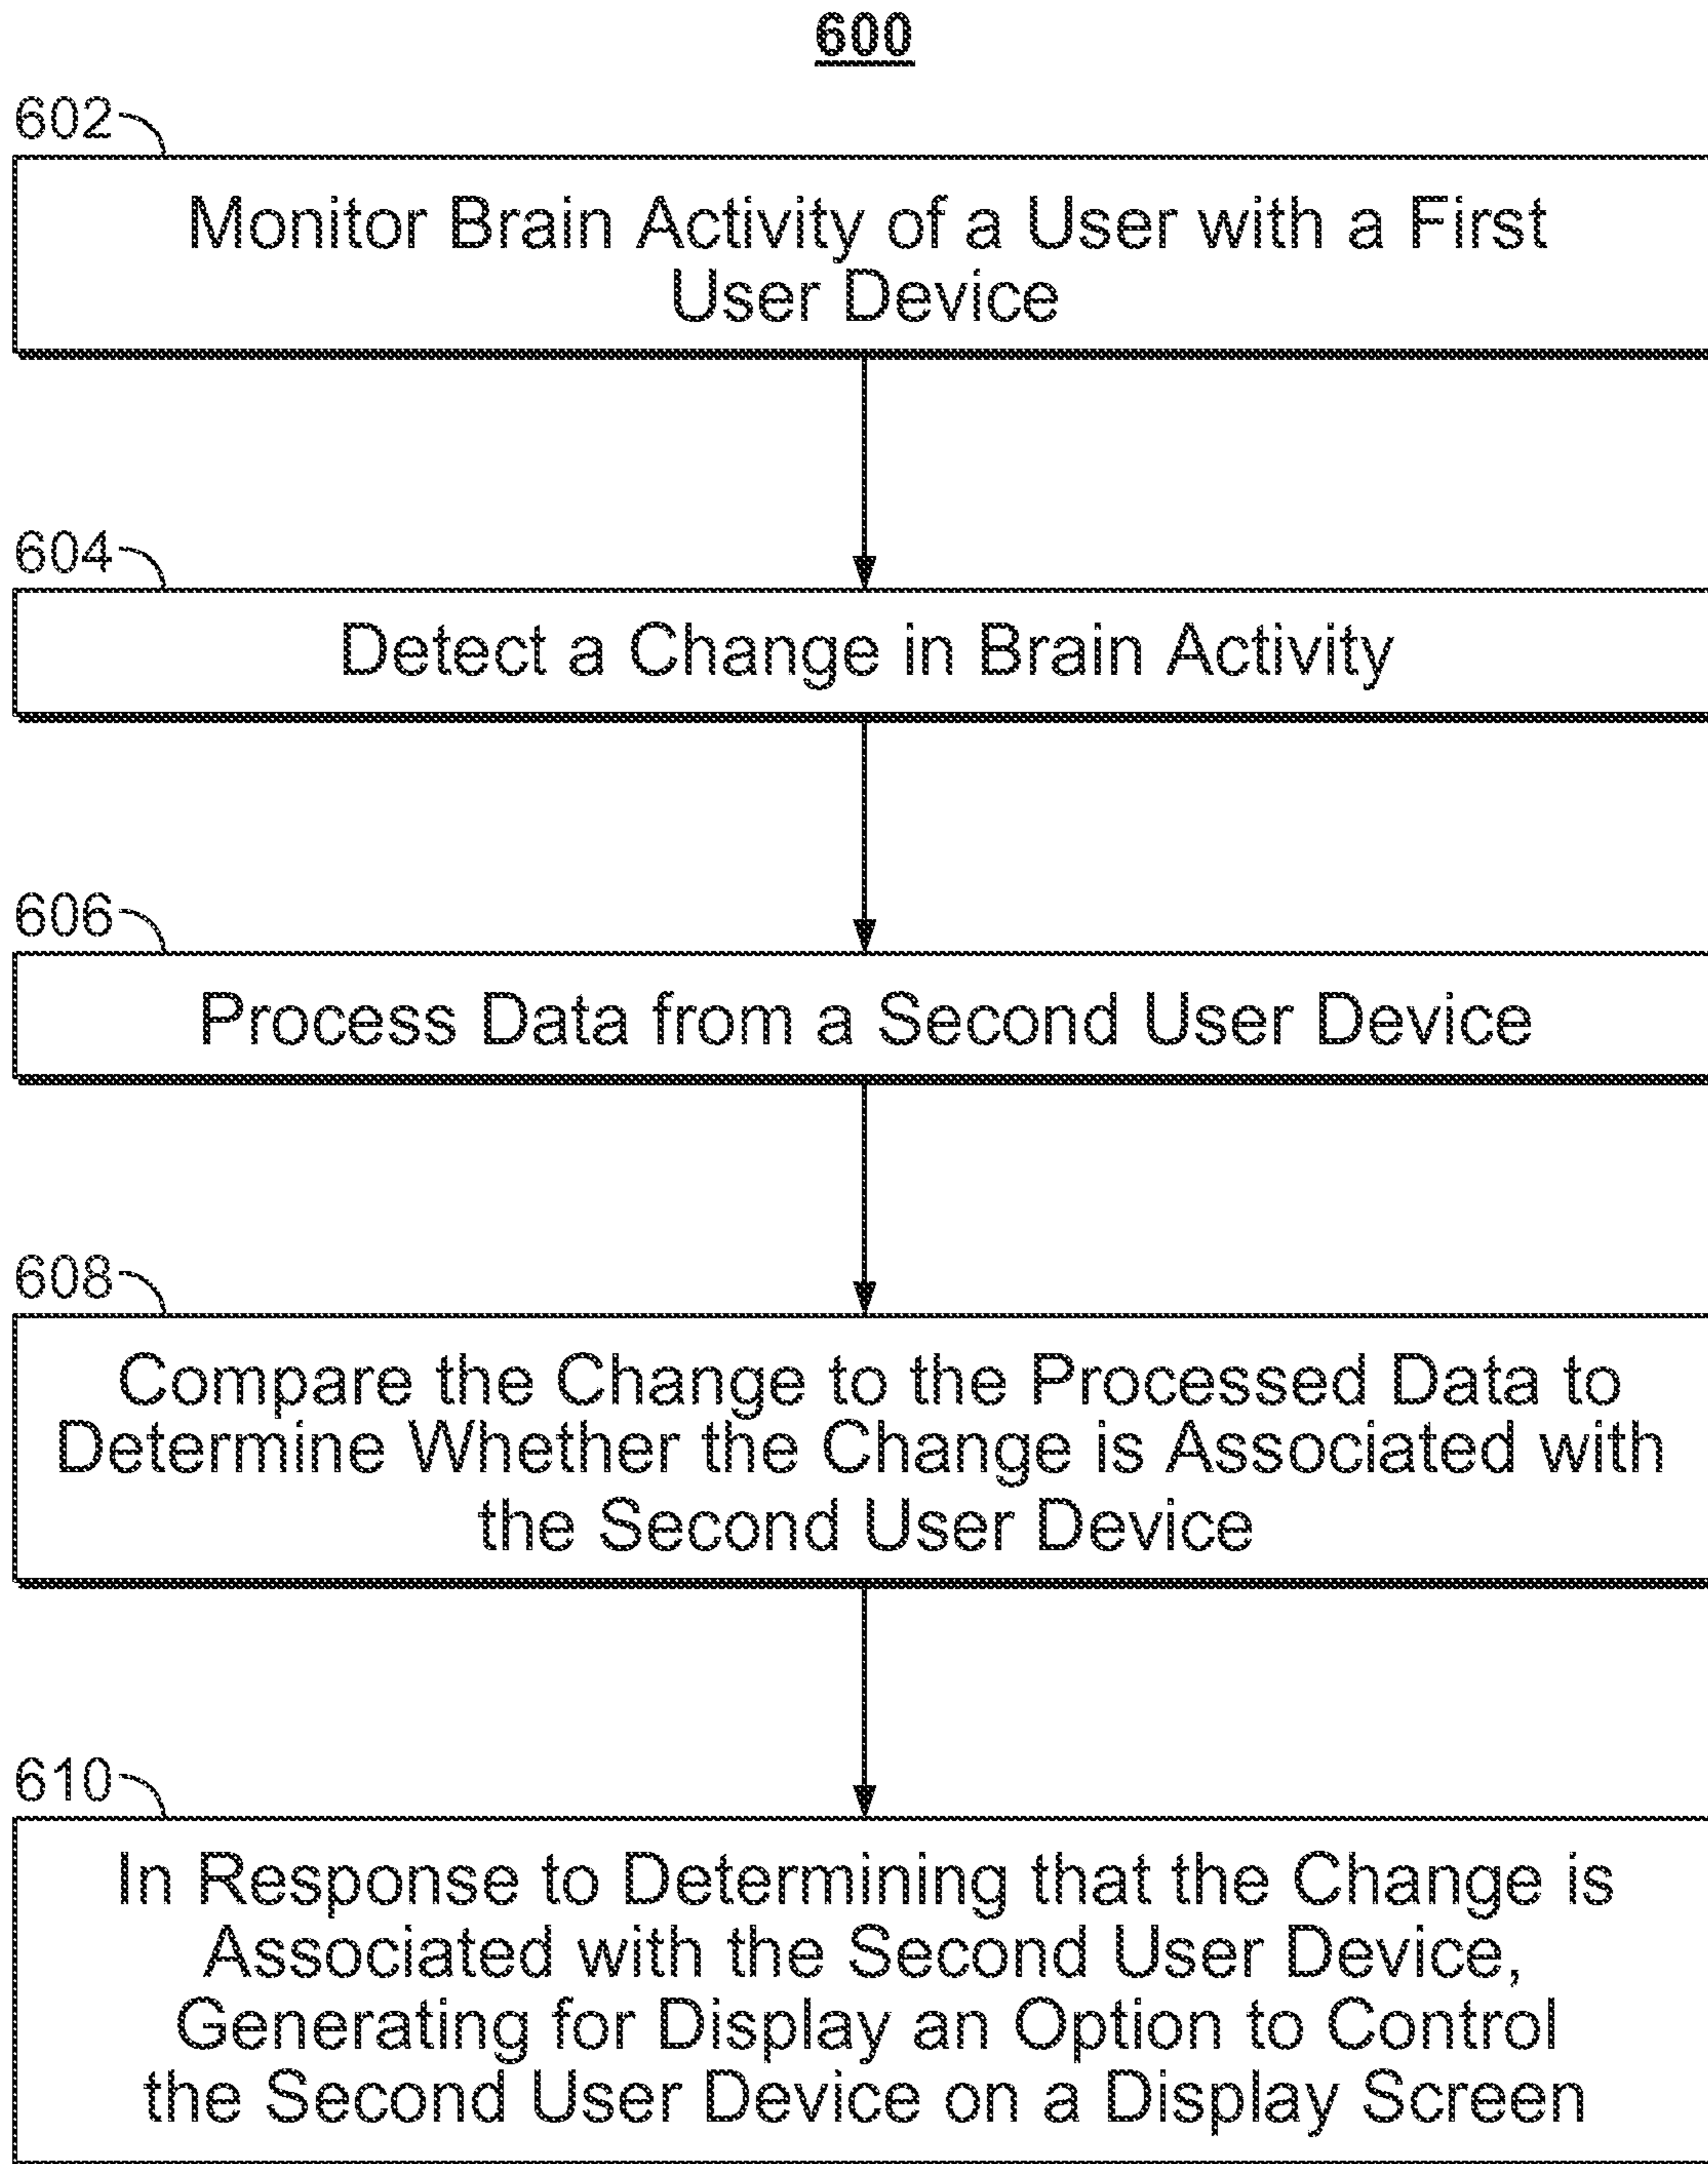 600
602
Monitor Brain Activity of a User with a First
User Device
604
Detect a Change in Brain Activity
606
Process Data from a Second User Device
608
Compare the Change to the Processed Data to
Determine Whether the Change is Associated with
the Second User Device
610
In Response to Determining that the Change is
Associated with the Second User Device,
Generating for Display an Option to Control
the Second User Device on a Display Screen